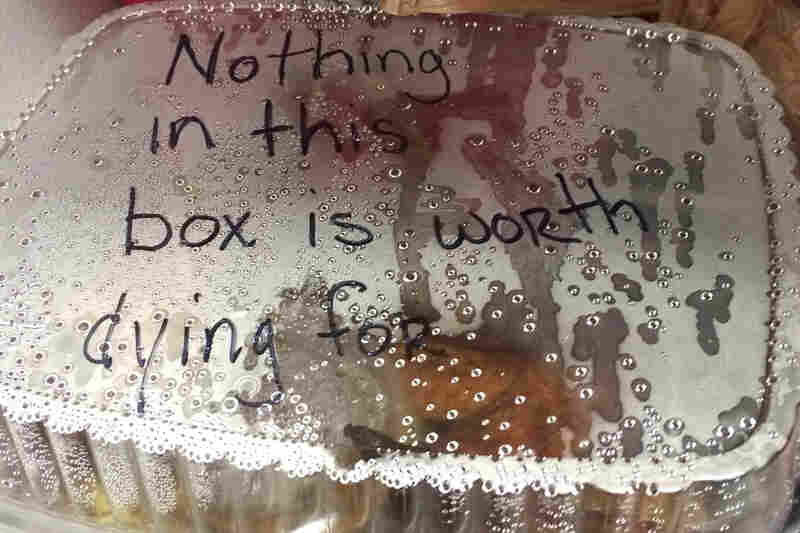 Nothing
in this
box is worth
dying for